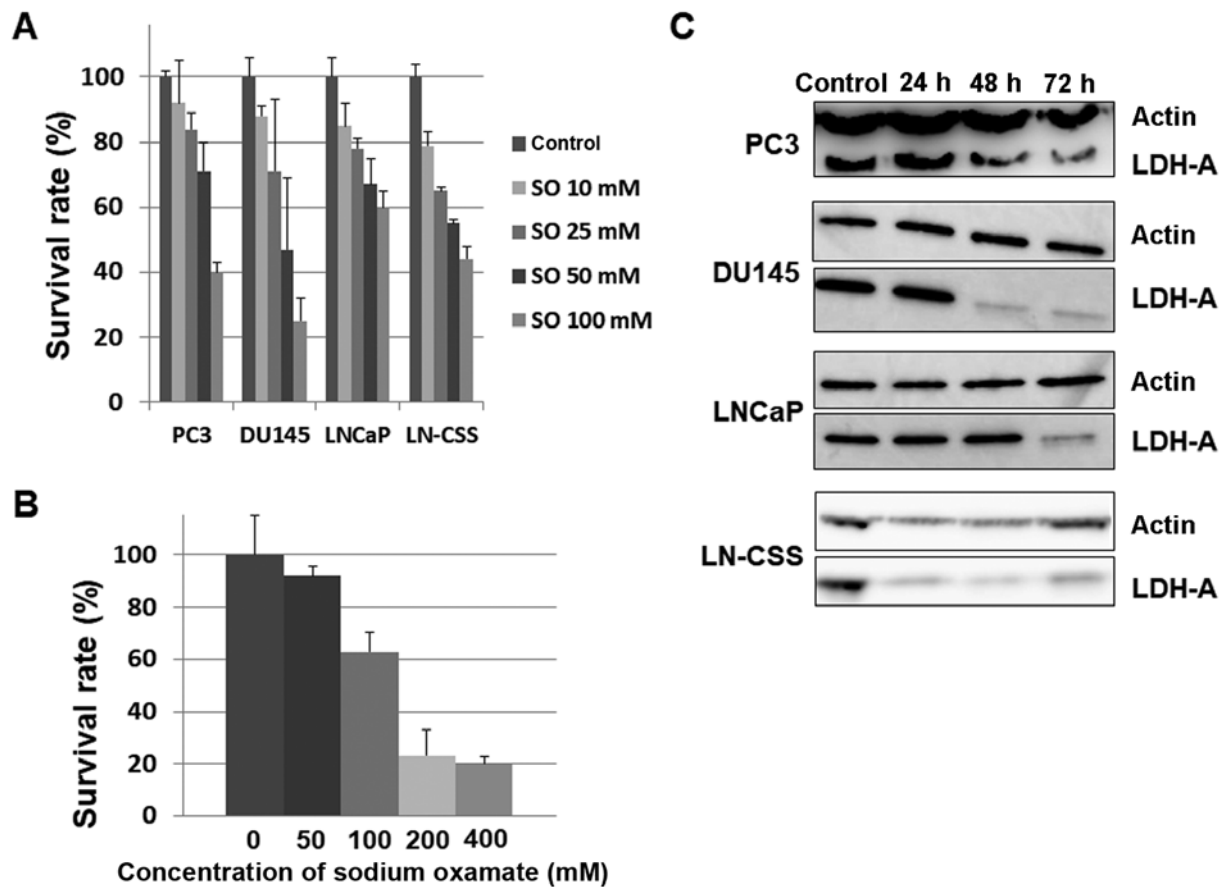 A
Survival rate (%)
100
80
60
40
20
0
PC3 DU145 LNCaP LN-CSS
Control
SO 10 mM
SO 25 mM
SO 50 mM
SO 100 mM
B
Survival rate (%)
100
80
60
40
20
0
0 50 100 200 400
Concentration of sodium oxamate (mM)
C
Control 24 h 48 h 72 h
PC3
Actin
LDH-A
DU145
Actin
LDH-A
LNCaP
Actin
LDH-A
LN-CSS
Actin
LDH-A